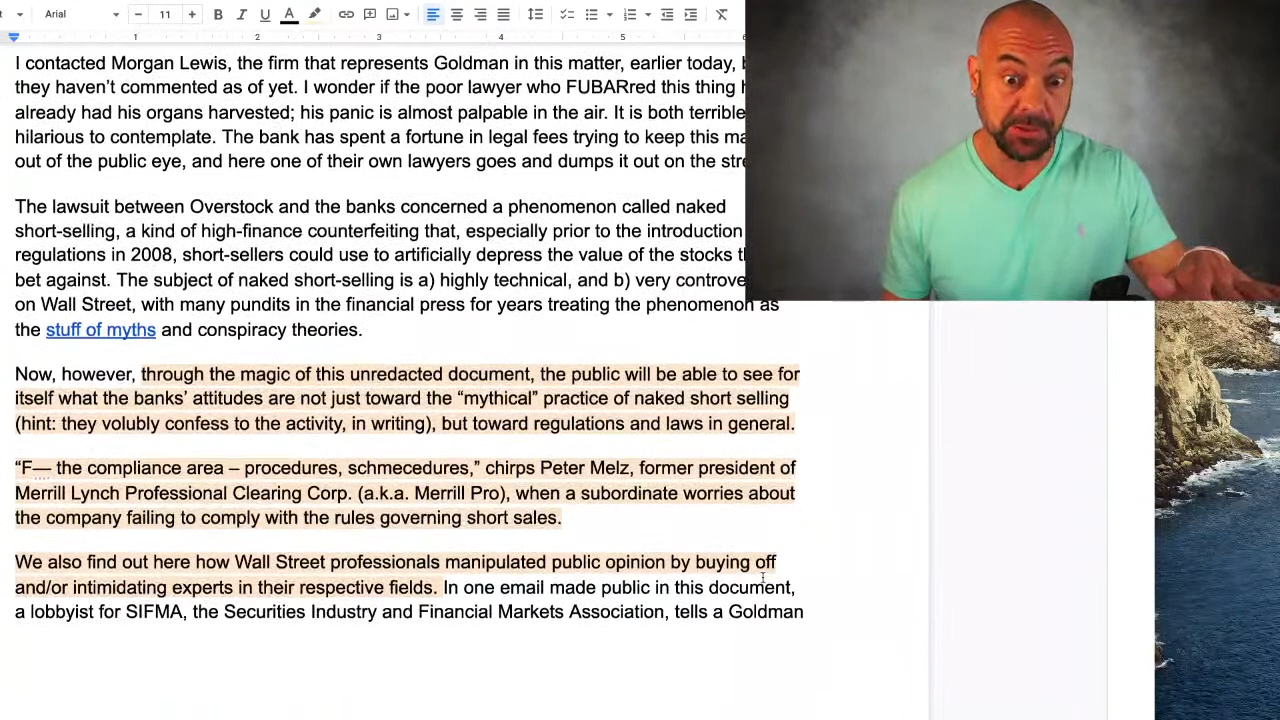 Arial
11
B I U A
1 2 3 4 5
I contacted Morgan Lewis, the firm that represents Goldman in this matter, earlier today,
they haven’t commented as of yet. I wonder if the poor lawyer who FUBARred this thing
already had his organs harvested; his panic is almost palpable in the air. It is both terrible
hilarious to contemplate. The bank has spent a fortune in legal fees trying to keep this
out of the public eye, and here one of their own lawyers goes and dumps it out on the
The lawsuit between Overstock and the banks concerned a phenomenon called naked
short-selling, a kind of high-finance counterfeiting that, especially prior to the introduction
regulations in 2008, short-sellers could use to artificially depress the value of the stocks
bet against. The subject of naked short-selling is a) highly technical, and b) very
on Wall Street, with many pundits in the financial press for years treating the phenomenon as
the stuff of myths and conspiracy theories.
Now, however, through the magic of this unredacted document, the public will be able to see for
itself what the banks’ attitudes are not just toward the “mythical” practice of naked short selling
(hint: they volubly confess to the activity, in writing), but toward regulations and laws in general.
“F— the compliance area – procedures, schmecedures,” chirps Peter Melz, former president of
Merrill Lynch Professional Clearing Corp. (a.k.a. Merrill Pro), when a subordinate worries about
the company failing to comply with the rules governing short sales.
We also find out here how Wall Street professionals manipulated public opinion by buying off
and/or intimidating experts in their respective fields. In one email made public in this document,
a lobbyist for SIFMA, the Securities Industry and Financial Markets Association, tells a Goldman